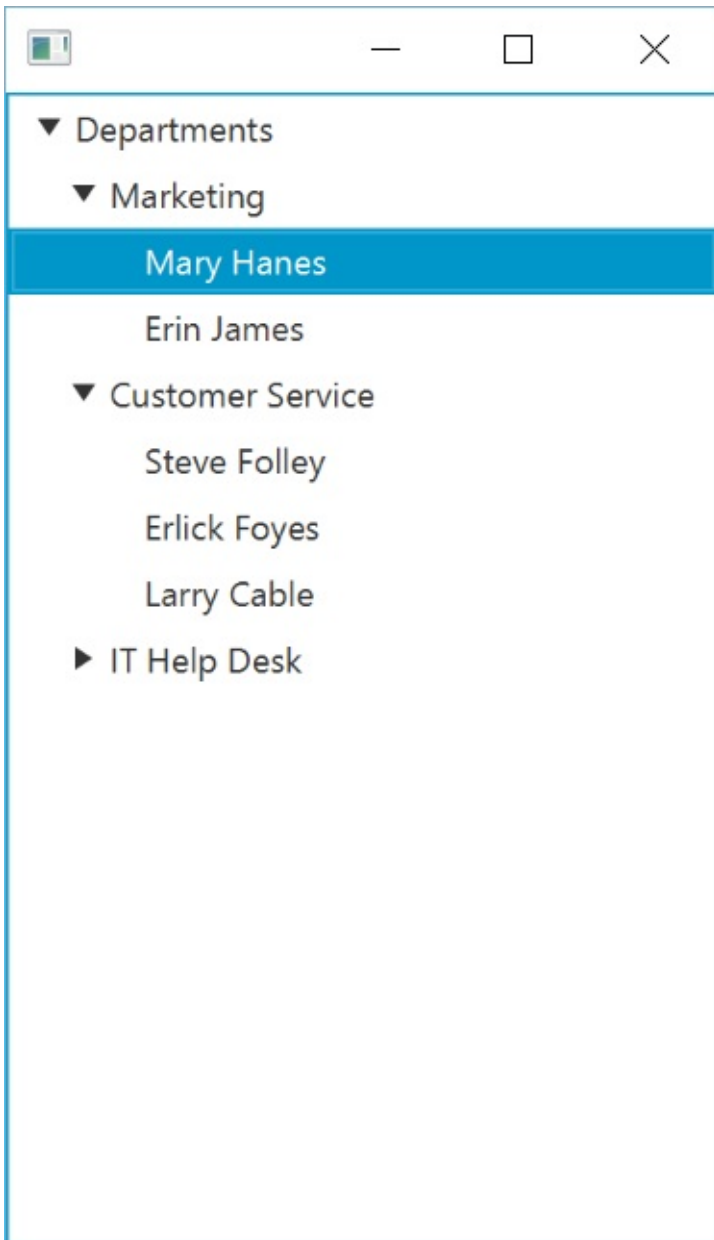 Departments
Marketing
Mary Hanes
Erin James
Customer Service
Steve Folley
Erlick Foyes
Larry Cable
IT Help Desk